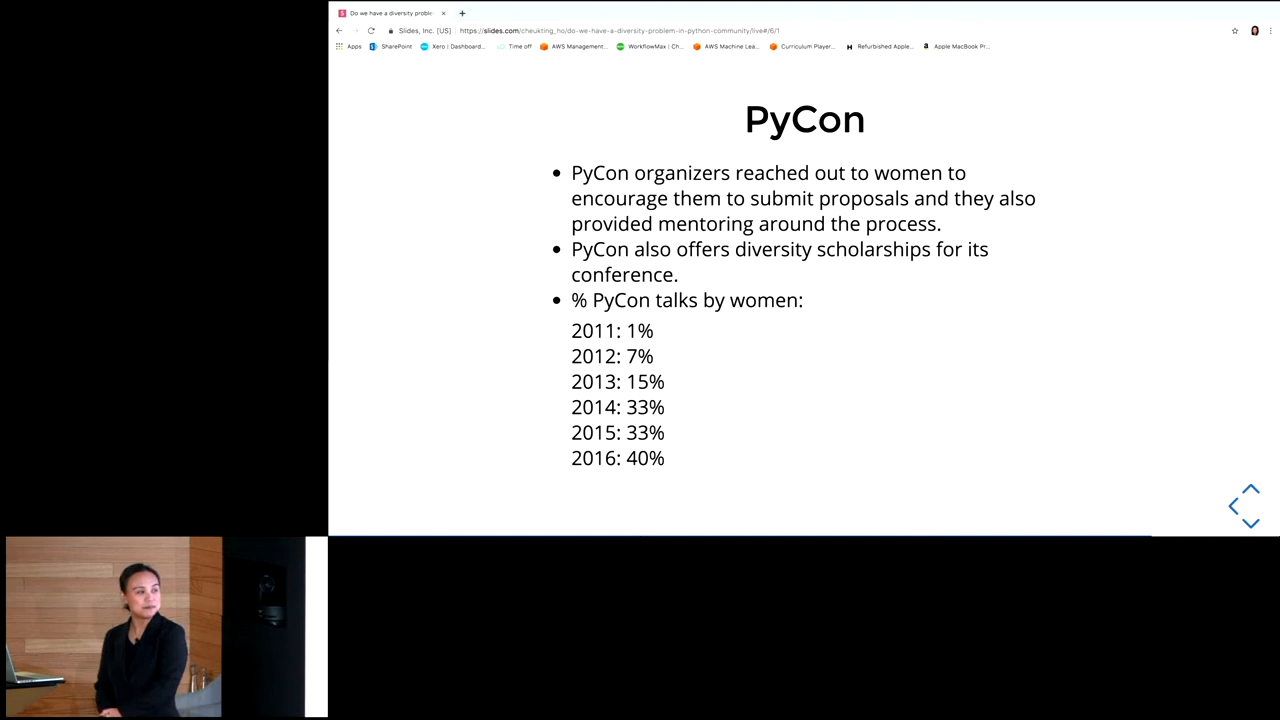 Do we have a diversity proble
Slides, Inc. [US]
https://slides.com/cheukting_ho/do-we-have-a-diversity-problem-in-python-community/live#/6/1
Apps SharePoint Xero | Dashboard... Time off AWS Management... WorkflowMax | Ch... AWS Machine Lea... Curriculum Player... Refurbished Apple... Apple MacBook Pr...
PyCon
• PyCon organizers reached out to women to
encourage them to submit proposals and they also
provided mentoring around the process.
• PyCon also offers diversity scholarships for its
conference.
• % PyCon talks by women:
2011: 1%
2012: 7%
2013: 15%
2014: 33%
2015: 33%
2016: 40%